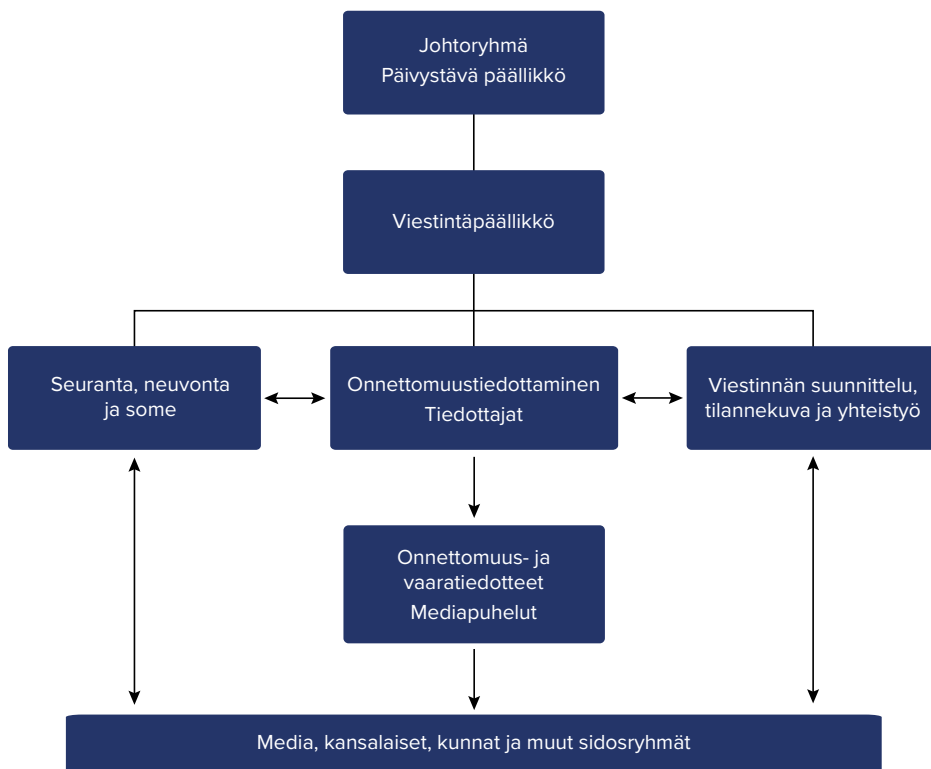 Johtoryhmä
Päivystävä päällikkö
Viestintäpäällikkö
Seuranta, neuvonta
ja some
Onnettomuustiedottaminen
Tiedottajat
Viestinnän suunnittelu,
tilannekuva ja yhteistyö
Onnettomuus- ja
vaaratiedotteet
Mediapuhelut
Media, kansalaiset, kunnat ja muut sidosryhmät